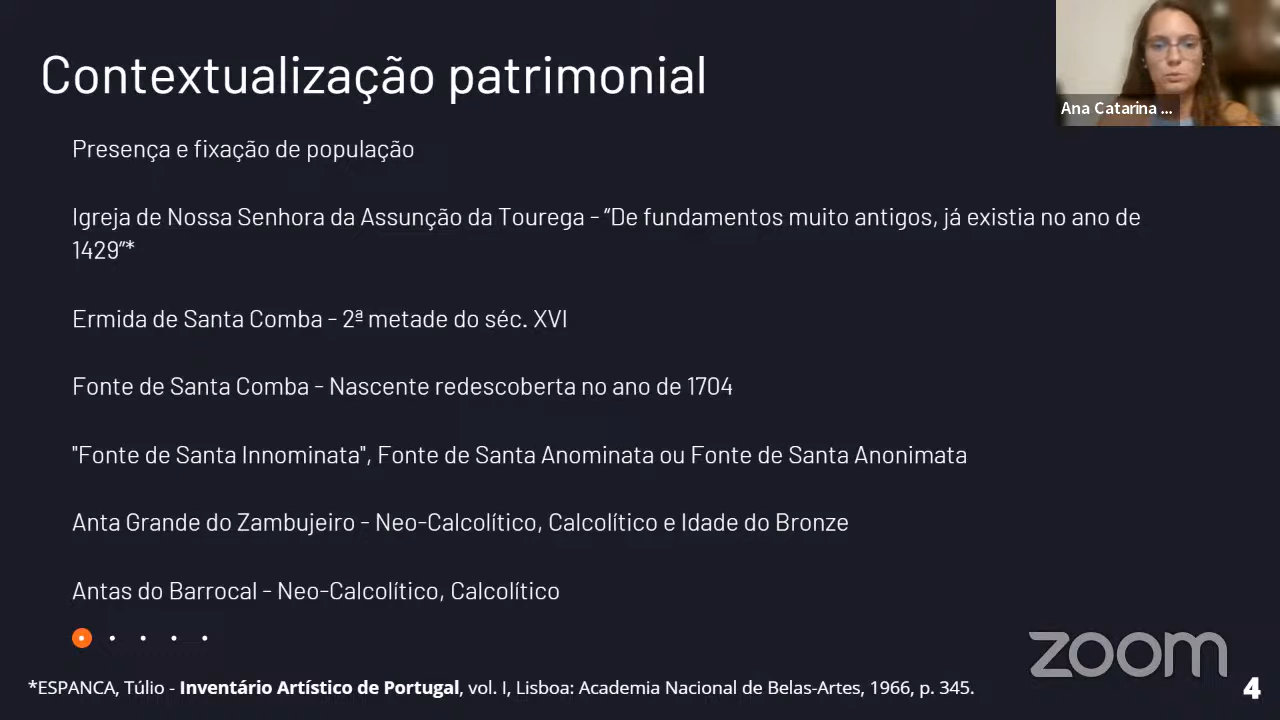 Contextualização patrimonial
Ana Catarina ...
Presença e fixação de população
Igreja de Nossa Senhora da Assunção da Tourega - "De fundamentos muito antigos, já existia no ano de
1429"*
Ermida de Santa Comba - 2ª metade do séc. XVI
Fonte de Santa Comba - Nascente redescoberta no ano de 1704
"Fonte de Santa Innominata", Fonte de Santa Anominata ou Fonte de Santa Anonimata
Anta Grande do Zambujeiro - Neo-Calcolítico, Calcolítico e Idade do Bronze
Antas do Barrocal - Neo-Calcolítico, Calcolítico
zoom
*ESPANCA, Túlio - Inventário Artístico de Portugal, vol. I, Lisboa: Academia Nacional de Belas-Artes, 1966, p. 345.
4